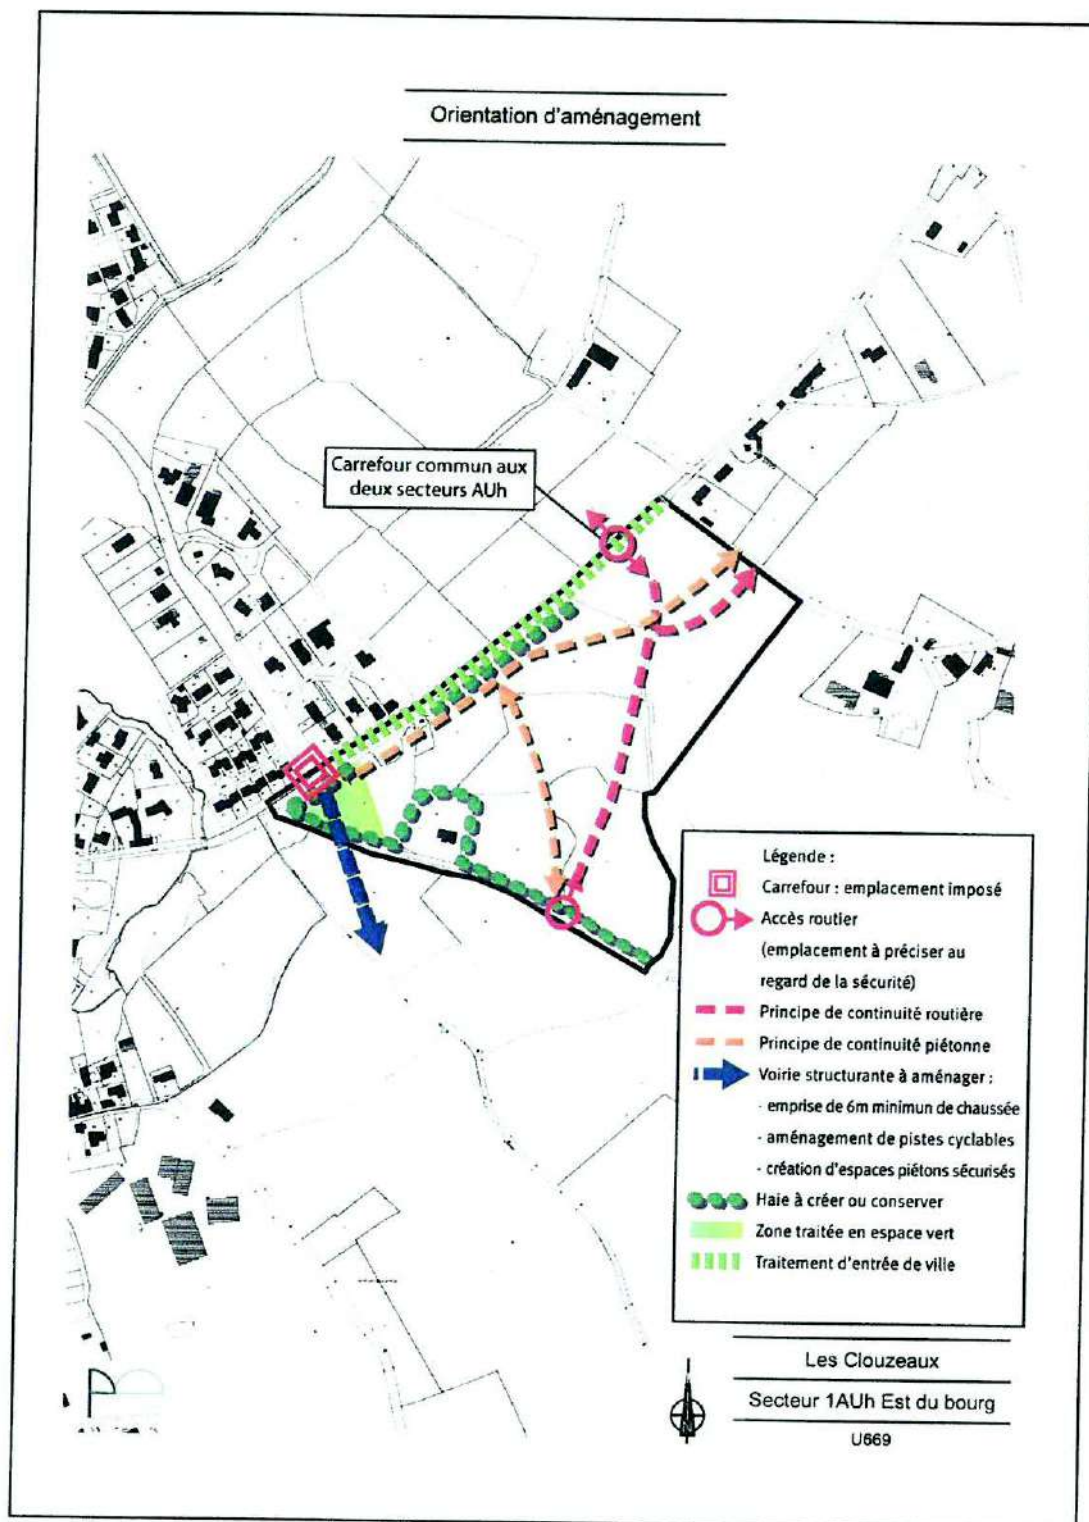 Orientation d'aménagement
Carrefour commun aux
deux secteurs AUh
Légende :
Carrefour : emplacement imposé
Accès routier
(emplacement à préciser au
regard de la sécurité)
Principe de continuité routière
Principe de continuité piétonne
Voirie structurante à aménager :
- emprise de 6m minimun de chaussée
- aménagement de pistes cyclables
- création d'espaces piétons sécurisés
Haie à créer ou conserver
Zone traitée en espace vert
Traitement d'entrée de ville
Les Clouzeaux
Secteur 1AUh Est du bourg
U669